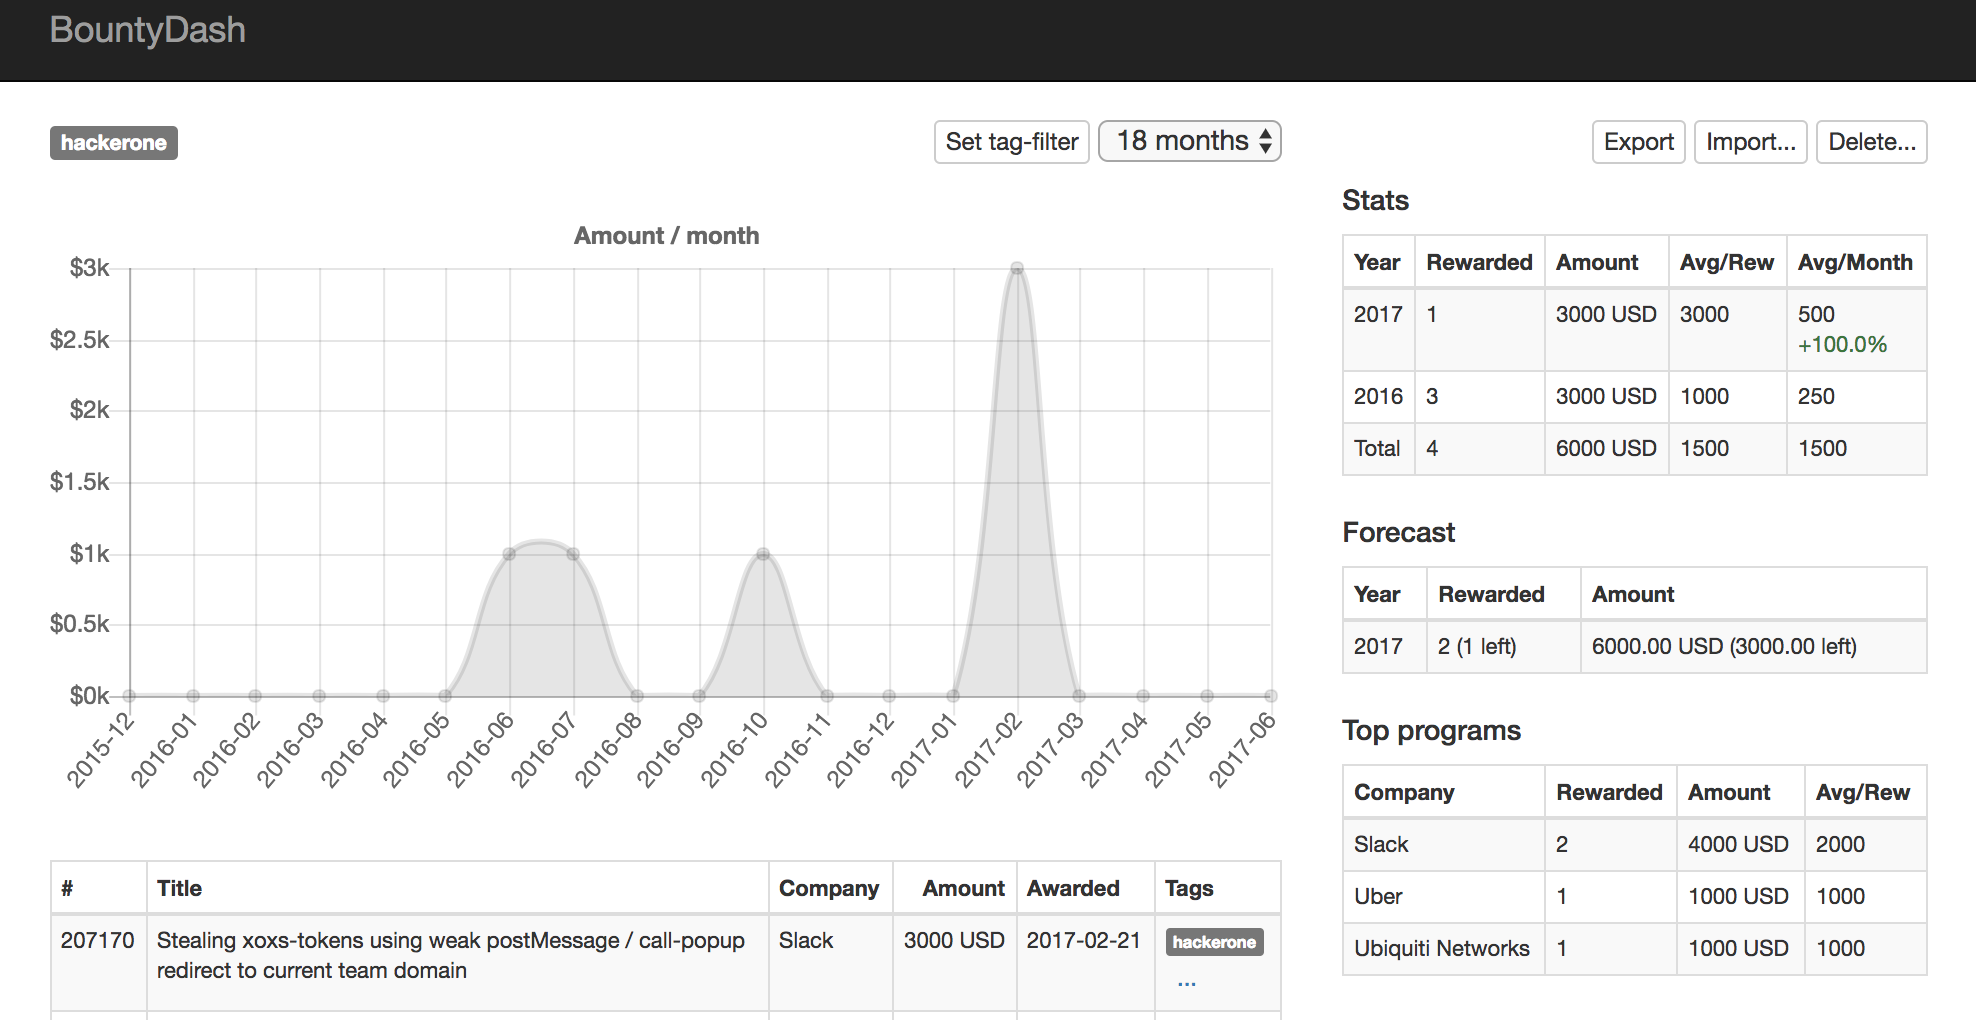 BountyDash
hackerone
Set tag-filter
18 months
Export
Import...
Delete...
Amount / month
$3k
$2.5k
$2k
$1.5k
$1k
$0.5k
$0k
2015-12
2016-01
2016-02
2016-03
2016-04
2016-05
2016-06
2016-07
2016-08
2016-09
2016-10
2016-11
2016-12
2017-01
2017-02
2017-03
2017-04
2017-05
2017-06
# Title Company Amount Awarded Tags
207170 Stealing xoxs-tokens using weak postMessage / call-popup Slack 3000 USD 2017-02-21 hackerone
redirect to current team domain ...
Stats
Year Rewarded Amount Avg/Rew Avg/Month
2017 1 3000 USD 3000 500
+100.0%
2016 3 3000 USD 1000 250
Total 4 6000 USD 1500 1500
Forecast
Year Rewarded Amount
2017 2 (1 left) 6000.00 USD (3000.00 left)
Top programs
Company Rewarded Amount Avg/Rew
Slack 2 4000 USD 2000
Uber 1 1000 USD 1000
Ubiquiti Networks 1 1000 USD 1000